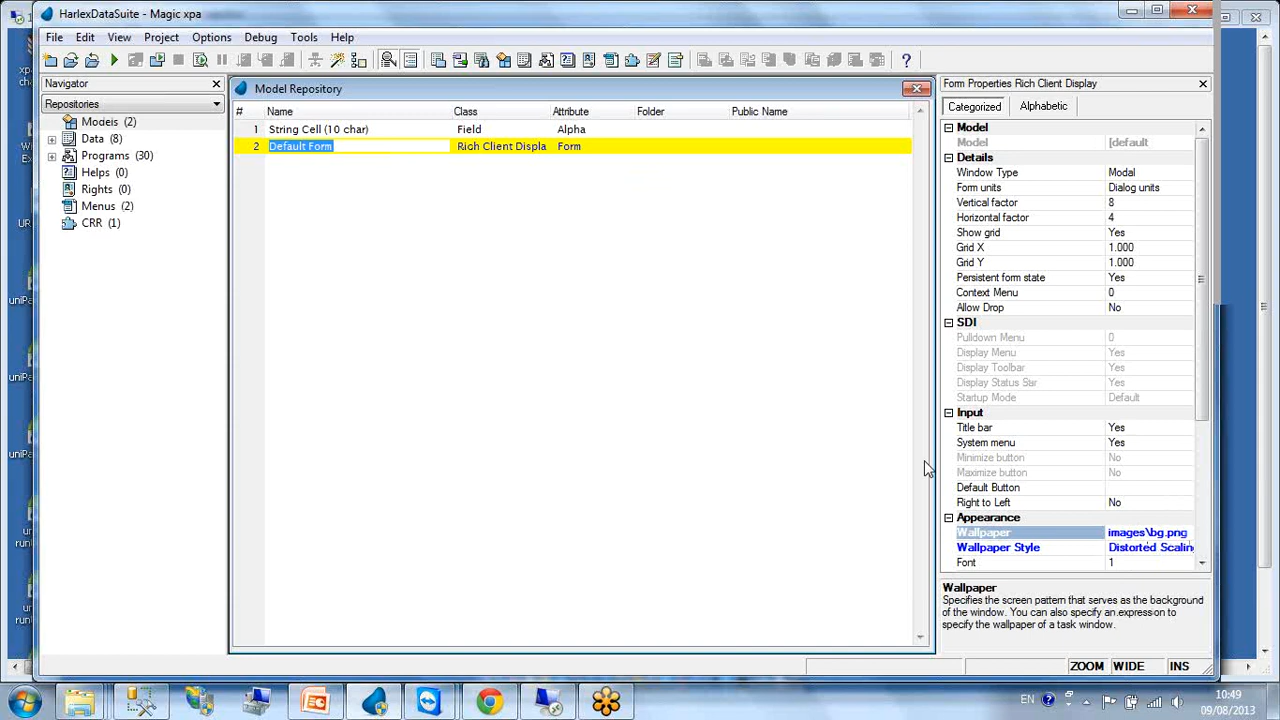 HarlexDataSuite - Magic xpa
File Edit View Project Options Debug Tools Help
Navigator
Repositories
Models (2)
Data (8)
Programs (30)
Helps (0)
Rights (0)
Menus (2)
CRR (1)
Model Repository
# Name Class Attribute Folder Public Name
1 String Cell (10 char) Field Alpha
2 Default Form Rich Client Displa Form
Form Properties Rich Client Display
Categorized Alphabetic
Model
Model [default
Details
Window Type Modal
Form units Dialog units
Vertical factor 8
Horizontal factor 4
Show grid Yes
Grid X 1.000
Grid Y 1.000
Persistent form state Yes
Context Menu 0
Allow Drop No
SDI
Pulldown Menu 0
Display Menu Yes
Display Toolbar Yes
Display Status Bar Yes
Startup Mode Default
Input
Title bar Yes
System menu Yes
Minimize button No
Maximize button No
Default Button
Right to Left No
Appearance
Wallpaper images\bg.png
Wallpaper Style Distorted Scaling
Font 1
Wallpaper
Specifies the screen pattern that serves as the background
of the window. You can also specify an expression to
specify the wallpaper of a task window.
ZOOM WIDE INS
EN
10:49
09/08/2013